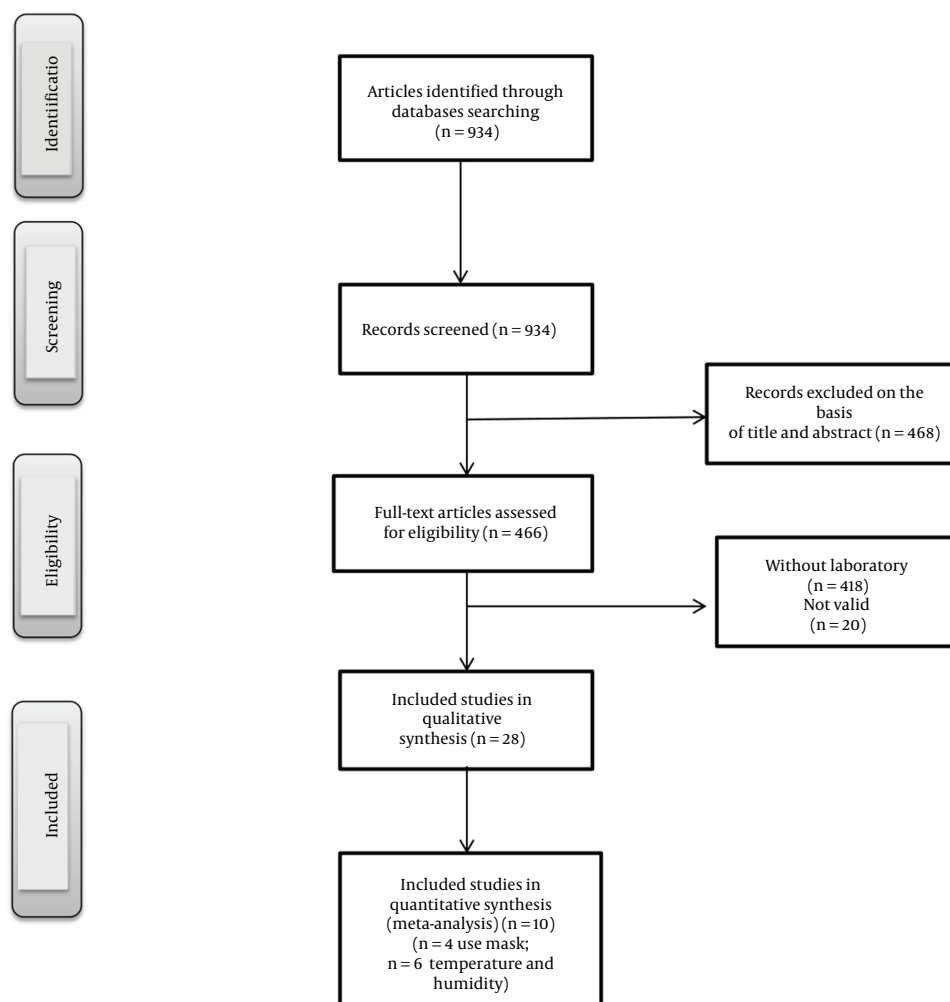 Identiificatio
Articles identified through
databases searching
(n = 934)
Screening
Records screened (n = 934)
Records excluded on the
basis
of title and abstract (n = 468)
Eligibility
Full-text articles assessed
for eligibility (n = 466)
Without laboratory
(n = 418)
Not valid
(n = 20)
Included
Included studies in
qualitative
synthesis (n = 28)
Included studies in
quantitative synthesis
(meta-analysis) (n = 10)
(n = 4 use mask;
n = 6 temperature and
humidity)